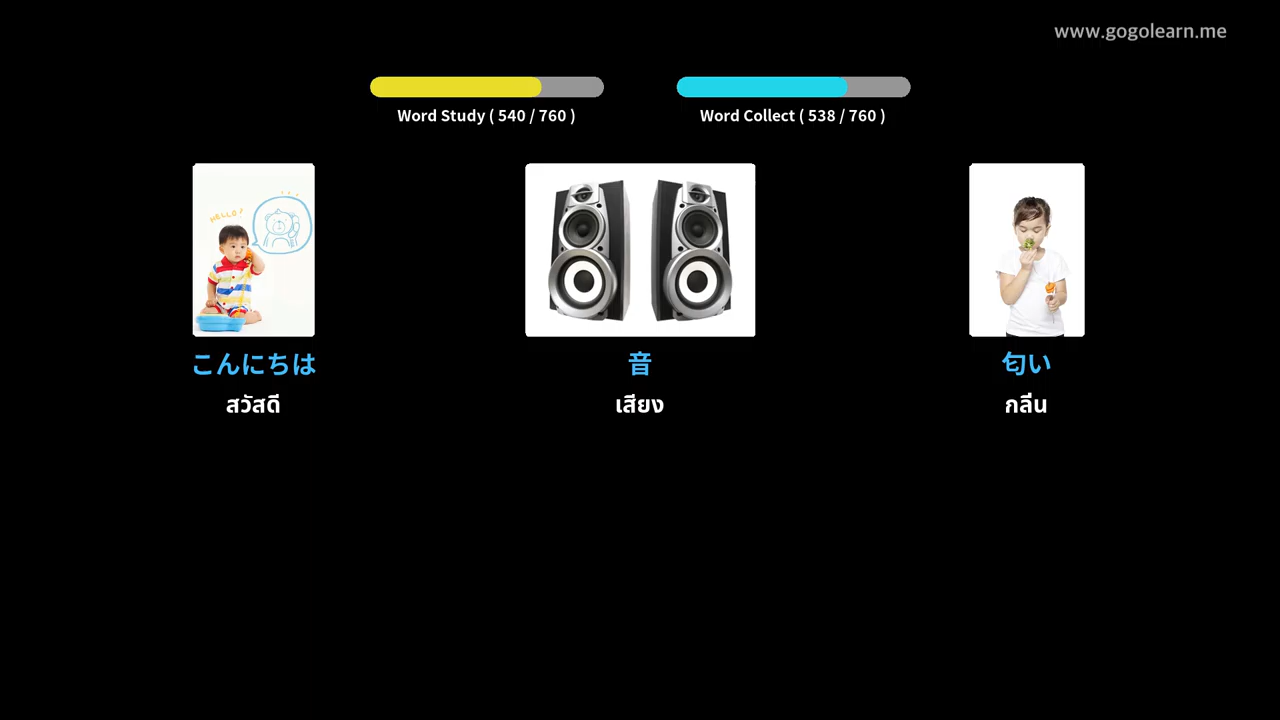 www.gogolearn.me
Word Study ( 540 / 760 )
Word Collect ( 538 / 760 )
HELLO?
こんにちは
音
匂い
สวัสดี
เสียง
กลิ่น